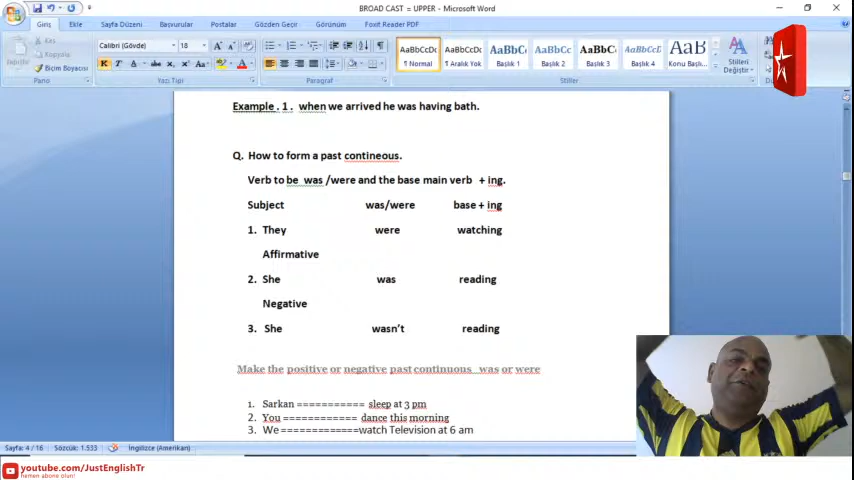 BROAD CAST = UPPER - Microsoft Word
Giriş Ekle Sayfa Düzeni Başvurular Postalar Gözden Geçir Görünüm Foxit Reader PDF
Kes
Kopyala
Biçim Boyacısı
Yapıştır
Pano
Calibri (Gövde) 18
Yazı Tipi
Paragraf
AaBbCcDc AaBbCcDc AaBbC AaBbCc AaBbCc AaBbCcD AaB
¶ Normal ¶ Aralık Yok Başlık 1 Başlık 2 Başlık 3 Başlık 4 Konu Başlı...
Stiller
Stilleri
Değiştir
Example . 1 . when we arrived he was having bath.
Q. How to form a past contineous.
Verb to be was /were and the base main verb + ing.
Subject was/were base + ing
1. They were watching
Affirmative
2. She was reading
Negative
3. She wasn't reading
Make the positive or negative past continuous was or were
1. Sarkan =========== sleep at 3 pm
2. You ============ dance this morning
3. We =============watch Television at 6 am
Sayfa: 4 / 16 Sözcük: 1.533 İngilizce (Amerikan)
youtube.com/JustEnglishTr
hemen abone olun!